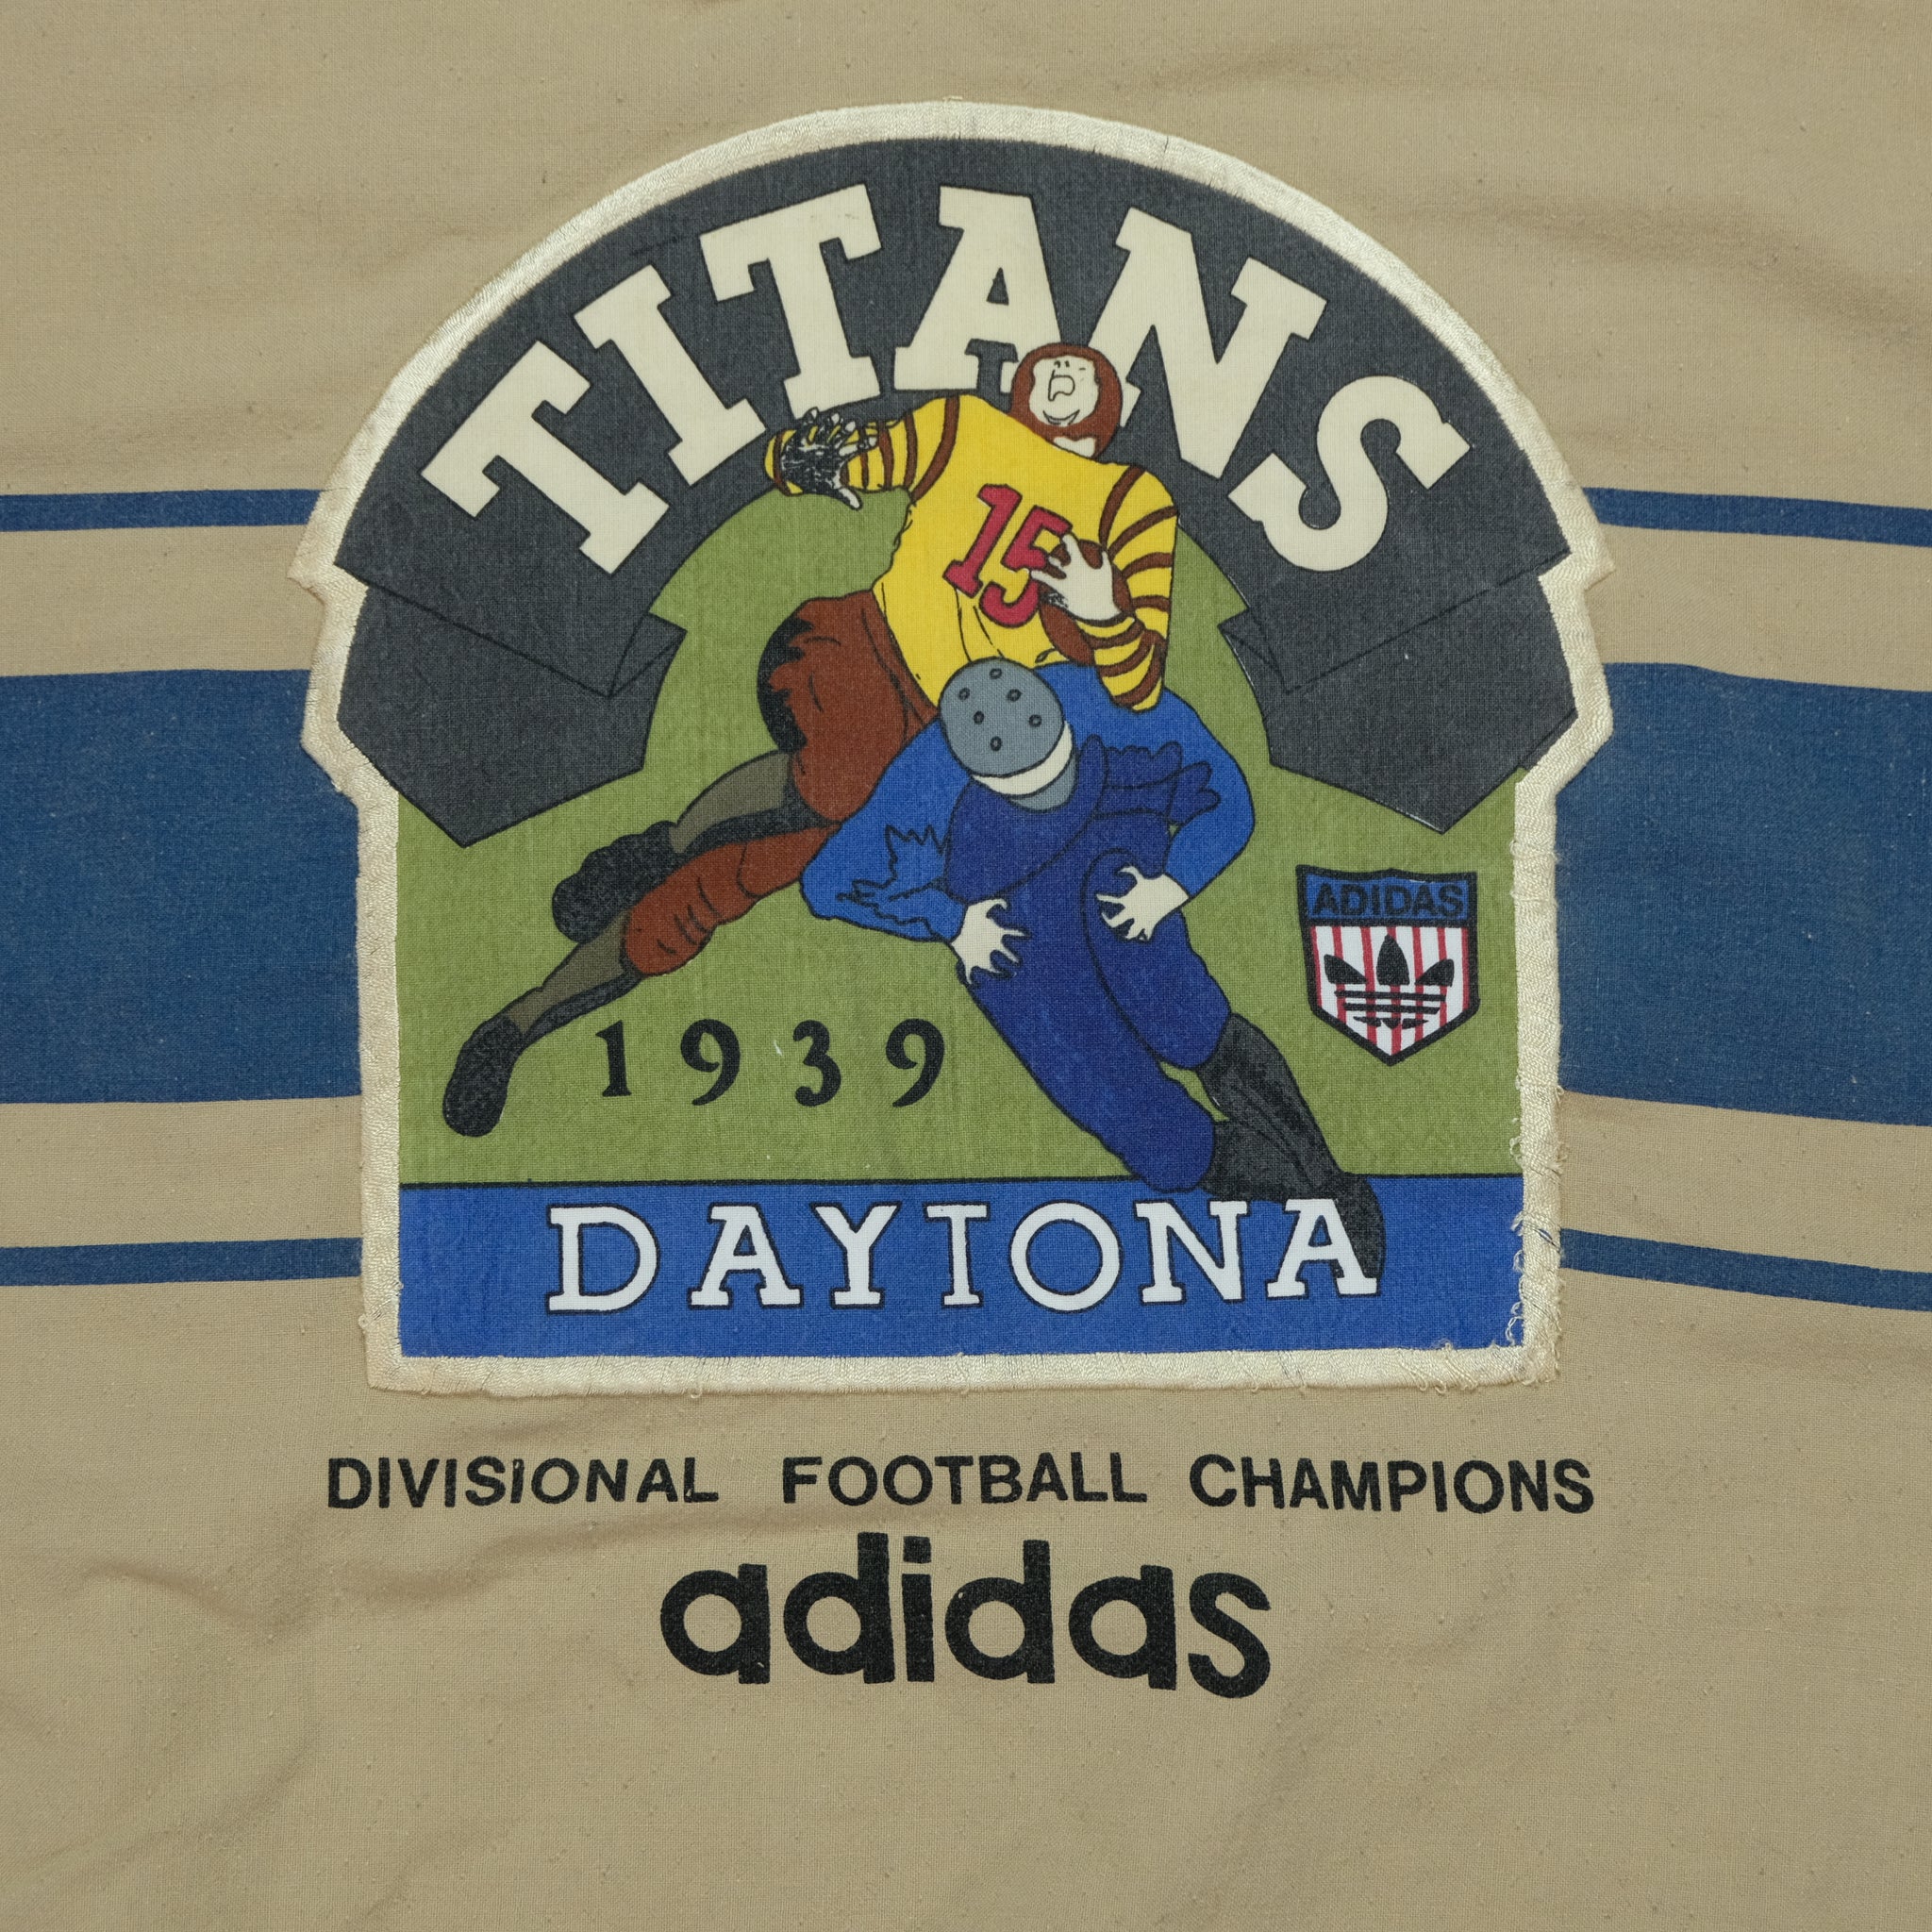 TITANS
15
ADIDAS
1939
DAYTONA
DIVISIONAL FOOTBALL CHAMPIONS
adidas